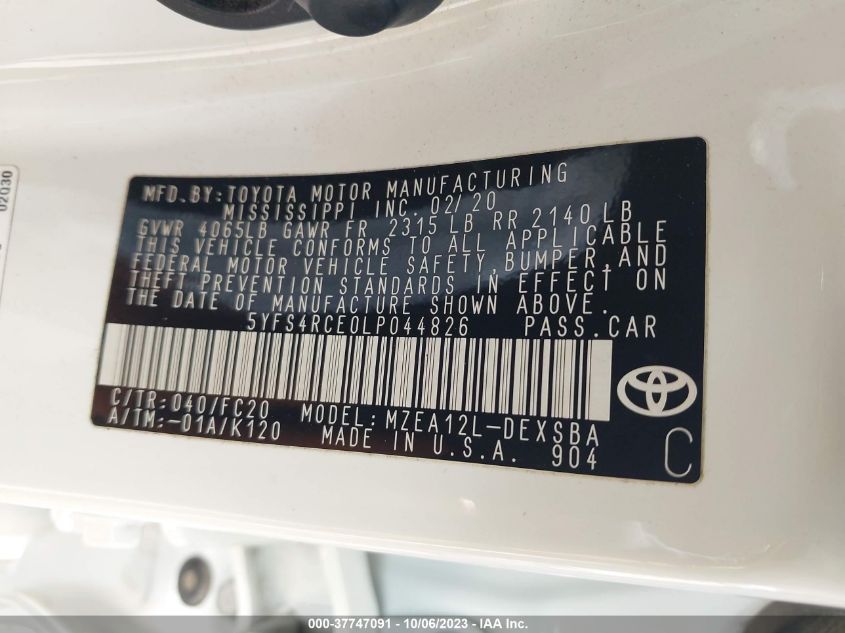 02030
MFD.BY:TOYOTA MOTOR MANUFACTURING
MISSISSIPPI INC. 02/20
GVWR 4065LB GAWR FR 2315 LB RR 2140 LB
THIS VEHICLE CONFORMS TO ALL APPLICABLE
FEDERAL MOTOR VEHICLE SAFETY,BUMPER,AND
THEFT PREVENTION STANDARDS IN EFFECT ON
THE DATE OF MANUFACTURE SHOWN ABOVE.
5YFS4RCE0LP044826 PASS.CAR
C/TR:040/FC20 MODEL:MZEA12L-DEXSBA
A/TM:-01A/K120 MADE IN U.S.A. 904
C
000-37747091 - 10/06/2023 - IAA Inc.